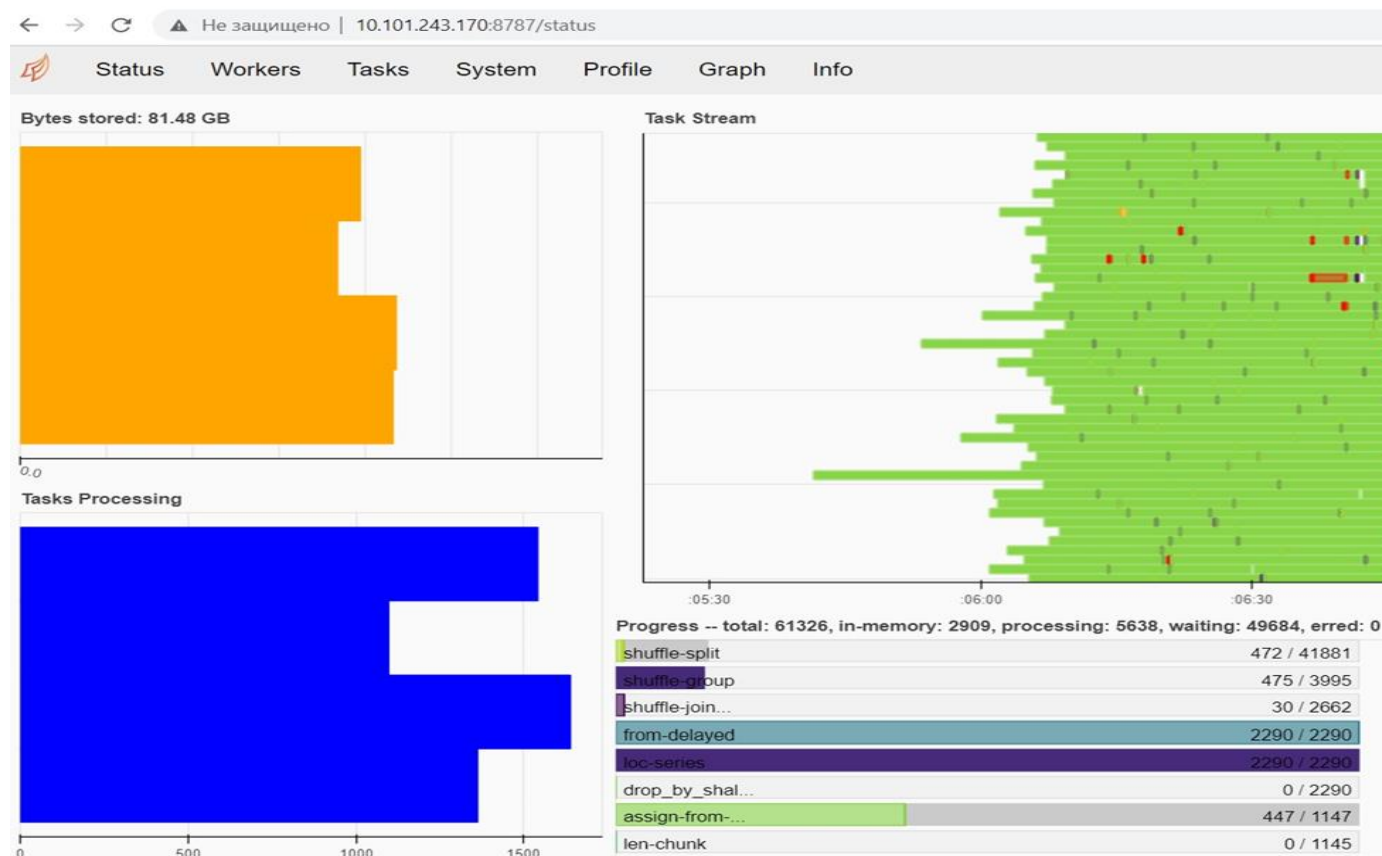 Не защищено | 10.101.243.170:8787/status
Status Workers Tasks System Profile Graph Info
Bytes stored: 81.48 GB
0.0
Tasks Processing
0 500 1000 1500
Task Stream
:05:30 :06:00 :06:30
Progress -- total: 61326, in-memory: 2909, processing: 5638, waiting: 49684, erred: 0
shuffle-split 472 / 41881
shuffle-group 475 / 3995
shuffle-join... 30 / 2662
from-delayed 2290 / 2290
loc-series 2290 / 2290
drop_by_shal... 0 / 2290
assign-from-... 447 / 1147
len-chunk 0 / 1145